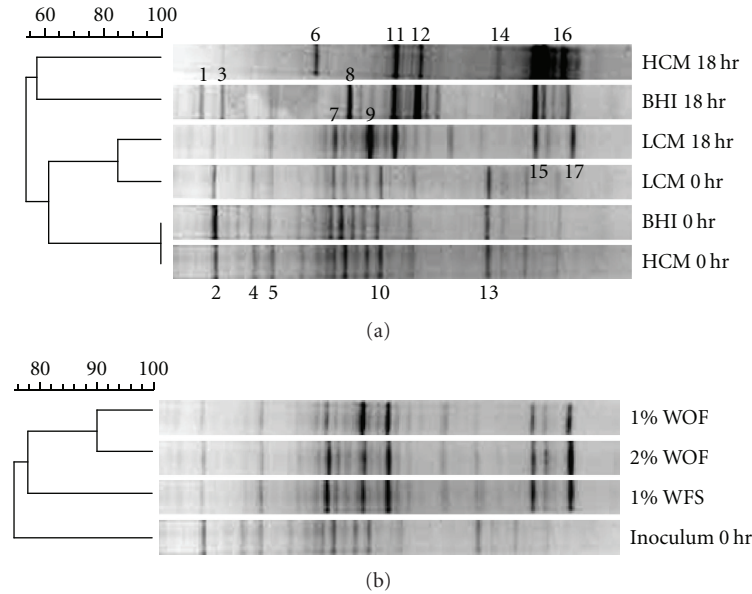 60 80 100
6 11 12 14 16
HCM 18 hr
1 3 8
BHI 18 hr
7 9
LCM 18 hr
15 17
LCM 0 hr
BHI 0 hr
HCM 0 hr
2 4 5 10 13
(a)
80 90 100
1% WOF
2% WOF
1% WFS
Inoculum 0 hr
(b)